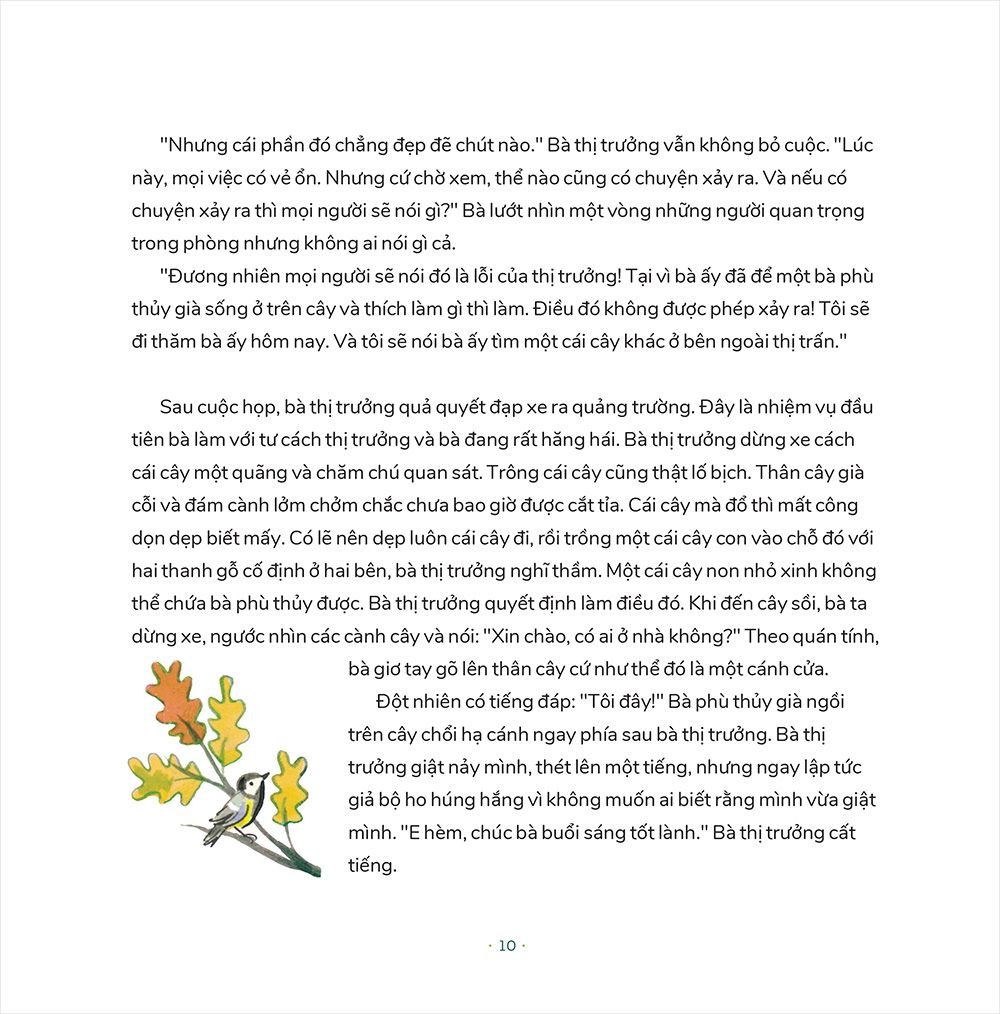 "Nhưng cái phần đó chẳng đẹp đẽ chút nào." Bà thị trưởng vẫn không bỏ cuộc. "Lúc
này, mọi việc có vẻ ổn. Nhưng cứ chờ xem, thể nào cũng có chuyện xảy ra. Và nếu có
chuyện xảy ra thì mọi người sẽ nói gì?" Bà lướt nhìn một vòng những người quan trọng
trong phòng nhưng không ai nói gì cả.
"Đương nhiên mọi người sẽ nói đó là lỗi của thị trưởng! Tại vì bà ấy đã để một bà phù
thủy già sống ở trên cây và thích làm gì thì làm. Điều đó không được phép xảy ra! Tôi sẽ
đi thăm bà ấy hôm nay. Và tôi sẽ nói bà ấy tìm một cái cây khác ở bên ngoài thị trấn."
Sau cuộc họp, bà thị trưởng quả quyết đạp xe ra quảng trường. Đây là nhiệm vụ đầu
tiên bà làm với tư cách thị trưởng và bà đang rất hăng hái. Bà thị trưởng dừng xe cách
cái cây một quãng và chăm chú quan sát. Trông cái cây cũng thật lố bịch. Thân cây già
cỗi và đám cành lởm chởm chắc chưa bao giờ được cắt tỉa. Cái cây mà đổ thì mất công
dọn dẹp biết mấy. Có lẽ nên dẹp luôn cái cây đi, rồi trồng một cái cây con vào chỗ đó với
hai thanh gỗ cố định ở hai bên, bà thị trưởng nghĩ thầm. Một cái cây non nhỏ xinh không
thể chứa bà phù thủy được. Bà thị trưởng quyết định làm điều đó. Khi đến cây sồi, bà ta
dừng xe, ngước nhìn các cành cây và nói: "Xin chào, có ai ở nhà không?" Theo quán tính,
bà giơ tay gõ lên thân cây cứ như thể đó là một cánh cửa.
Đột nhiên có tiếng đáp: "Tôi đây!" Bà phù thủy già ngồi
trên cây chổi hạ cánh ngay phía sau bà thị trưởng. Bà thị
trưởng giật nảy mình, thét lên một tiếng, nhưng ngay lập tức
giả bộ ho húng hắng vì không muốn ai biết rằng mình vừa giật
mình. "E hèm, chúc bà buổi sáng tốt lành." Bà thị trưởng cất
tiếng.
· 10 ·